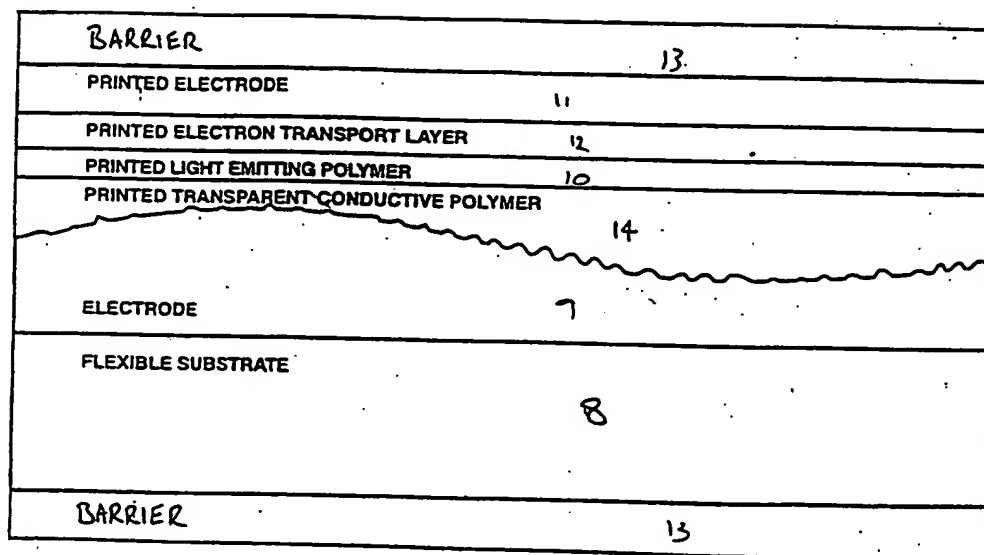 BARRIER 13.
PRINTED ELECTRODE 11
PRINTED ELECTRON TRANSPORT LAYER 12
PRINTED LIGHT EMITTING POLYMER 10
PRINTED TRANSPARENT CONDUCTIVE POLYMER
14
ELECTRODE 7
FLEXIBLE SUBSTRATE
8
BARRIER 13